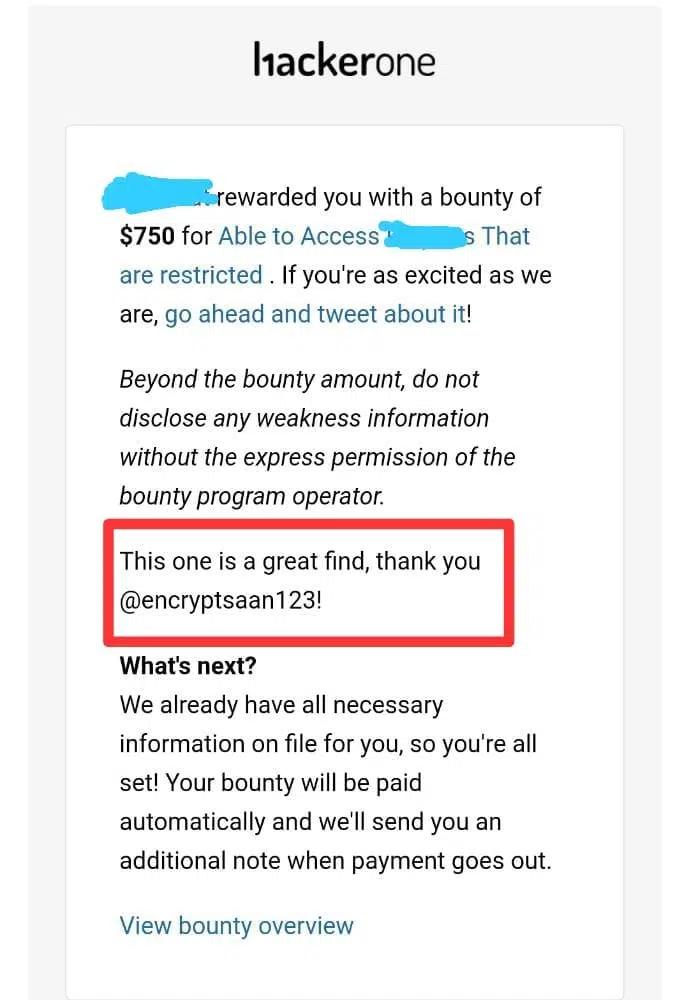 hackerone
rewarded you with a bounty of
$750 for Able to Access s That
are restricted . If you're as excited as we
are, go ahead and tweet about it!
Beyond the bounty amount, do not
disclose any weakness information
without the express permission of the
bounty program operator.
This one is a great find, thank you
@encryptsaan123!
What's next?
We already have all necessary
information on file for you, so you're all
set! Your bounty will be paid
automatically and we'll send you an
additional note when payment goes out.
View bounty overview